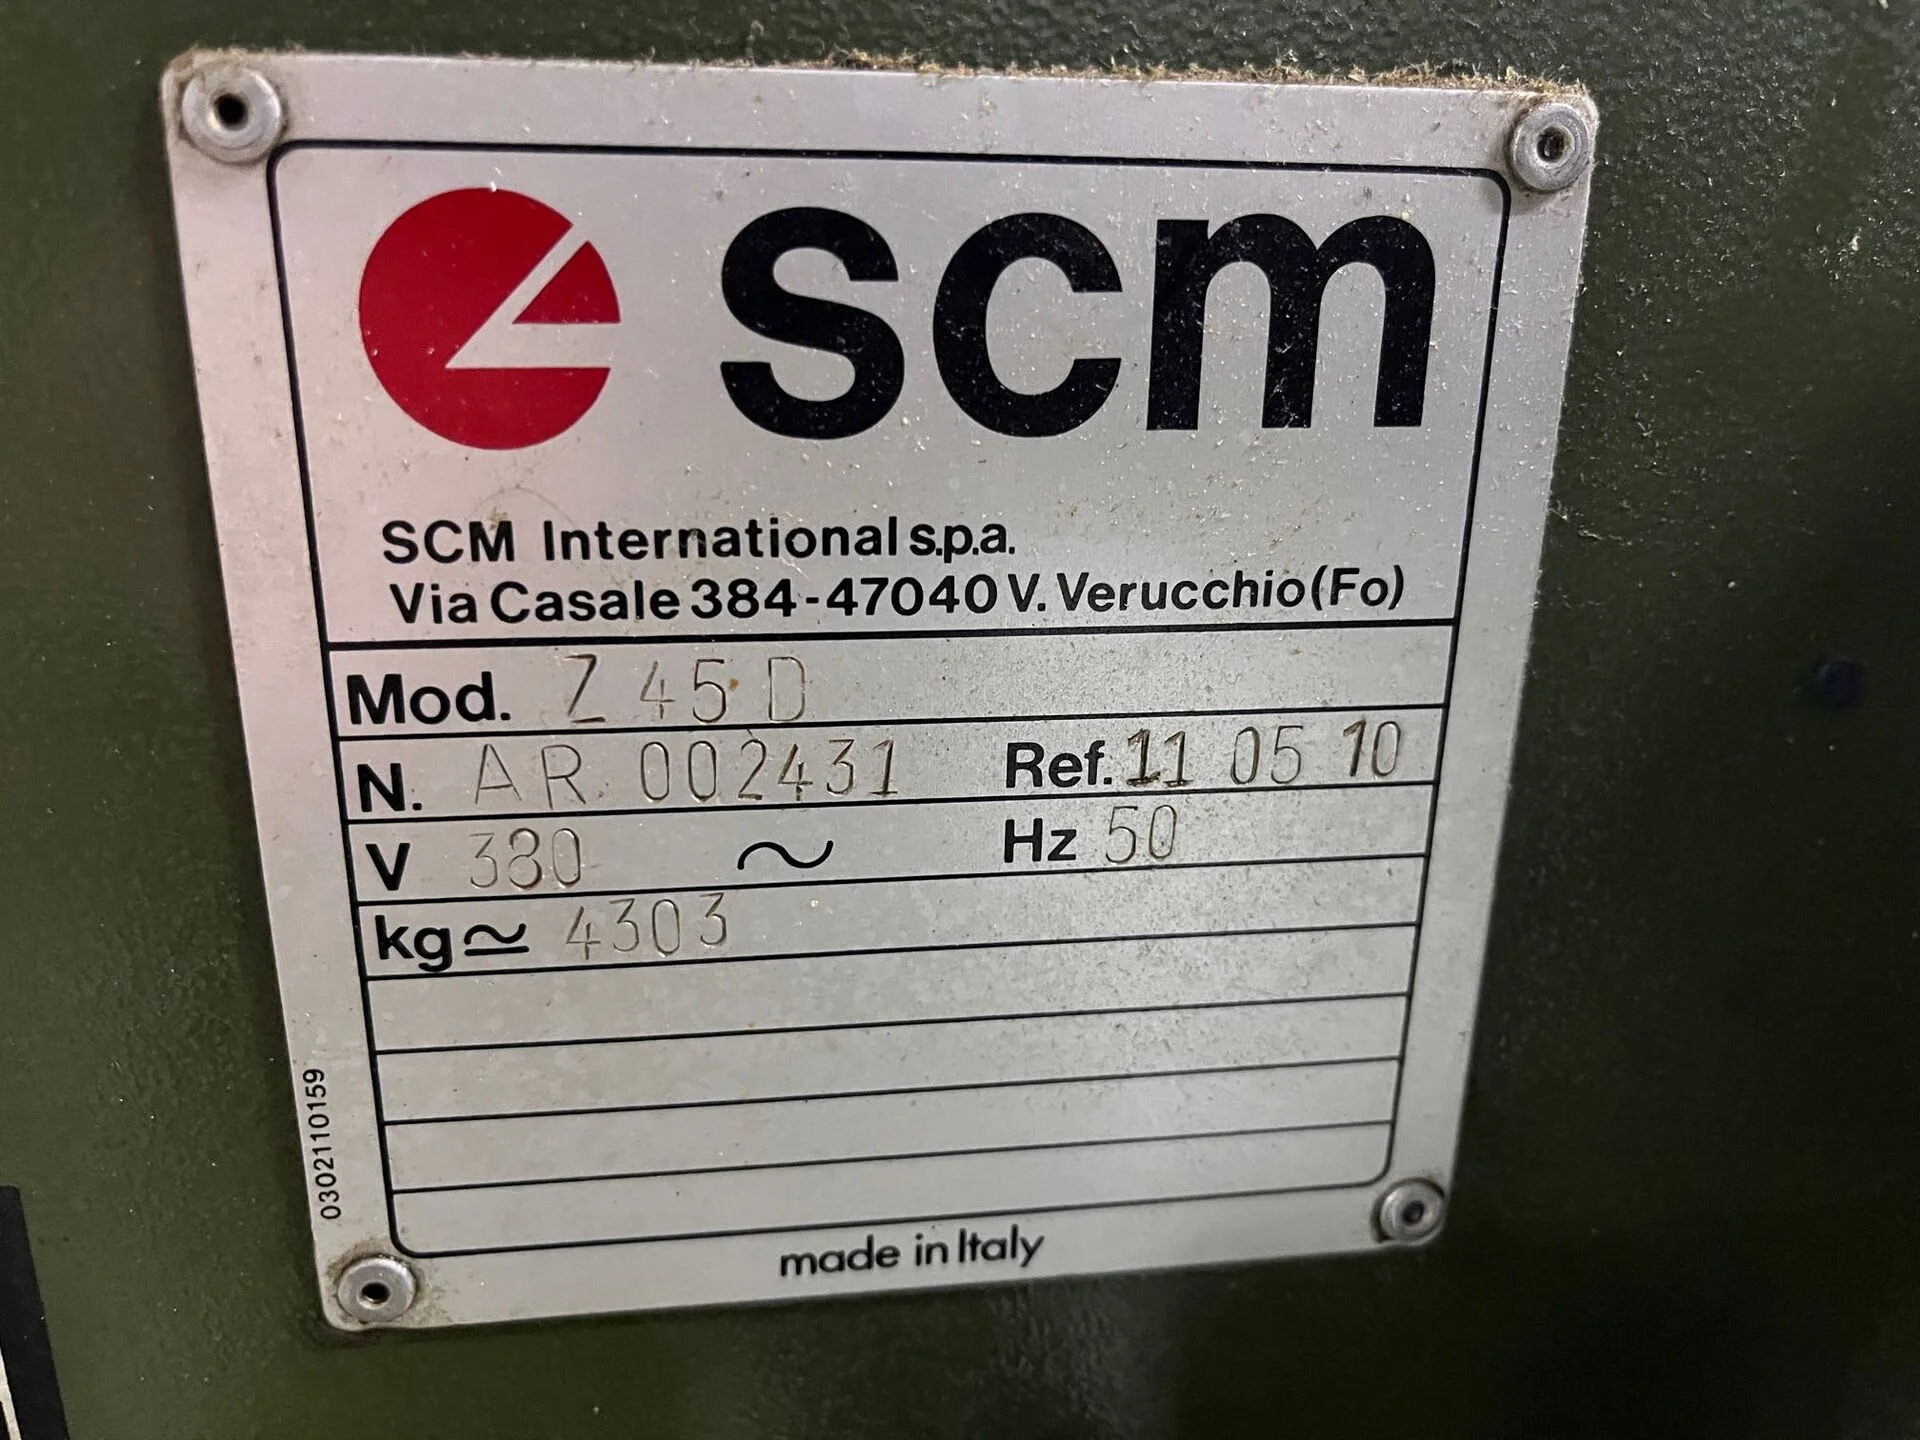 scm
SCM International s.p.a.
Via Casale 384-47040 V. Verucchio (Fo)
Mod. Z 45 D
N. AR. 002431 Ref. 11 05 10
V 380 ~ Hz 50
kg ≃ 4303
0302110159
made in Italy